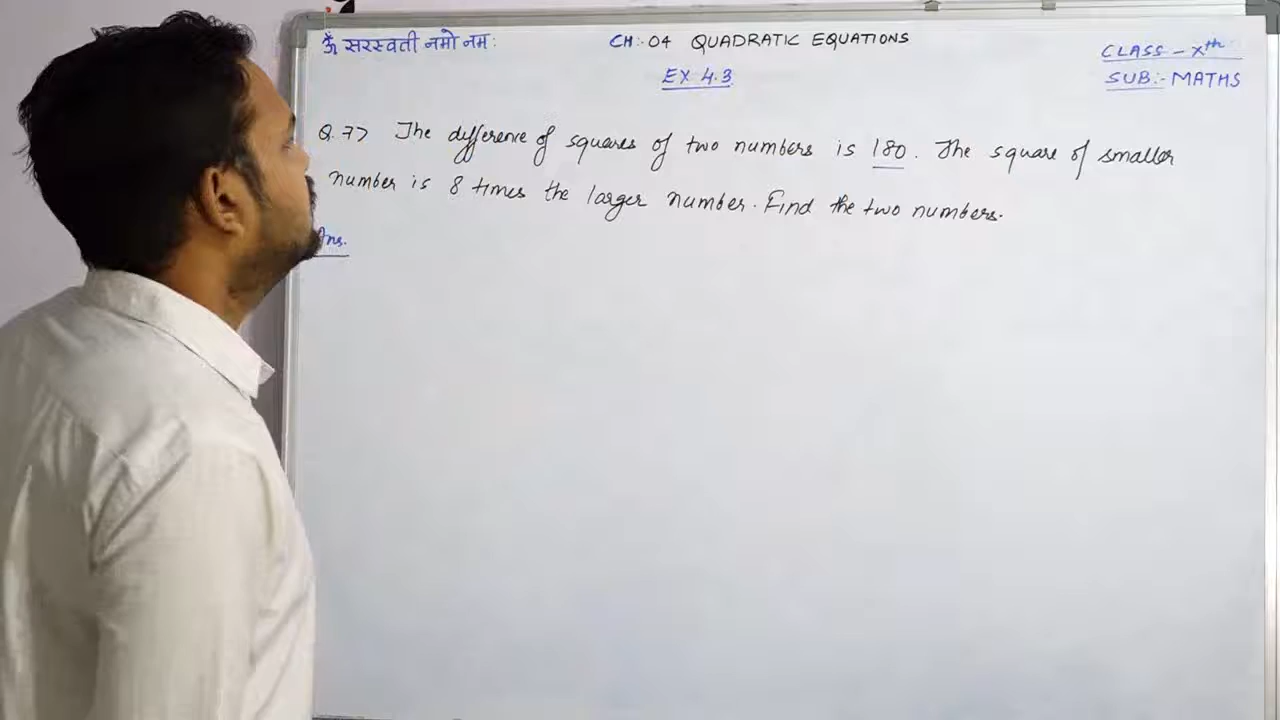 ॐ सरस्वती नमो नमः
CH:04 QUADRATIC EQUATIONS
EX 4.3
CLASS - Xth
SUB:- MATHS
Q.7> The difference of squares of two numbers is 180. The square of smaller
number is 8 times the larger number. Find the two numbers.
Ans.